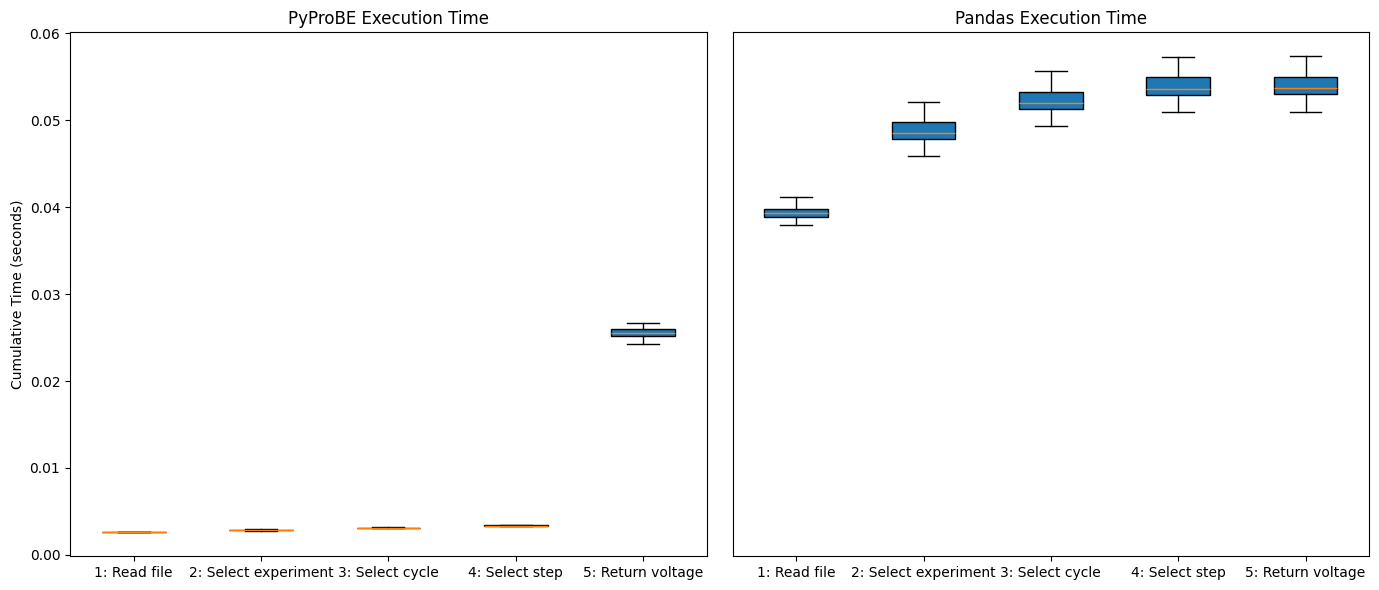 PyProBE Execution Time
Pandas Execution Time
Cumulative Time (seconds)
0.06
0.05
0.04
0.03
0.02
0.01
0.00
1: Read file 2: Select experiment 3: Select cycle 4: Select step 5: Return voltage
1: Read file 2: Select experiment 3: Select cycle 4: Select step 5: Return voltage